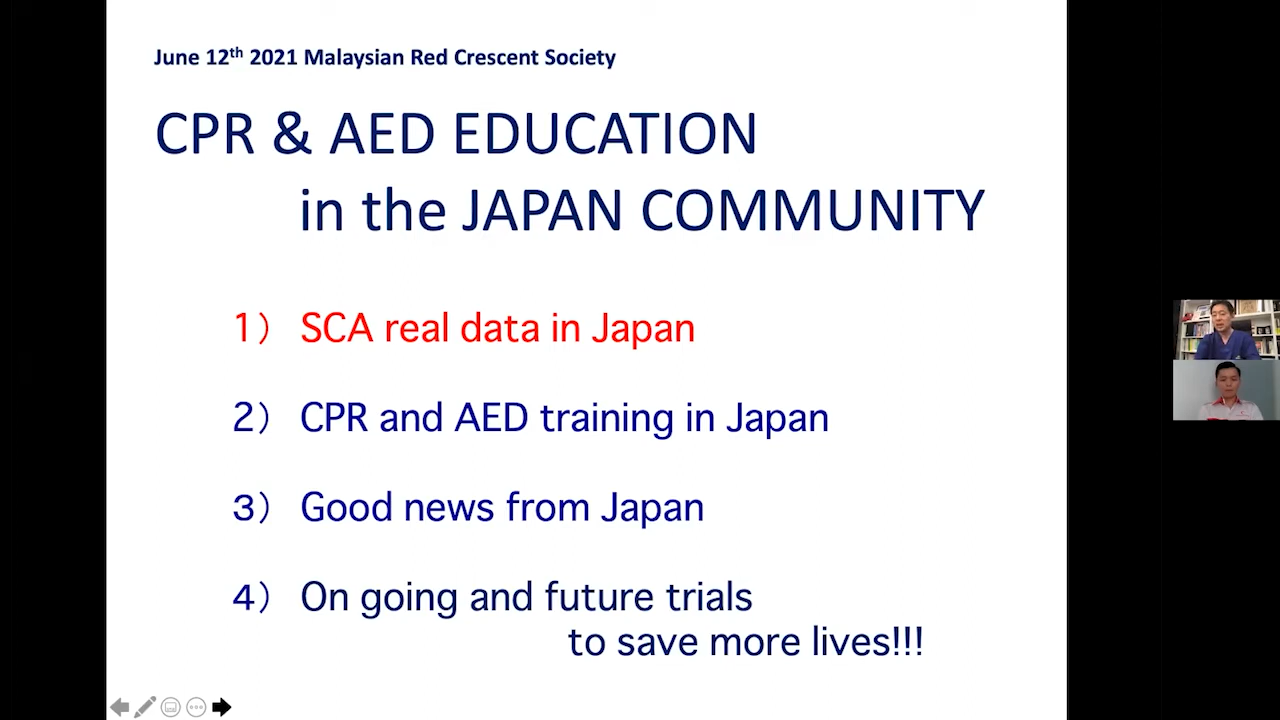 June 12th 2021 Malaysian Red Crescent Society
CPR & AED EDUCATION
in the JAPAN COMMUNITY
1） SCA real data in Japan
2） CPR and AED training in Japan
3） Good news from Japan
4） On going and future trials
to save more lives!!!